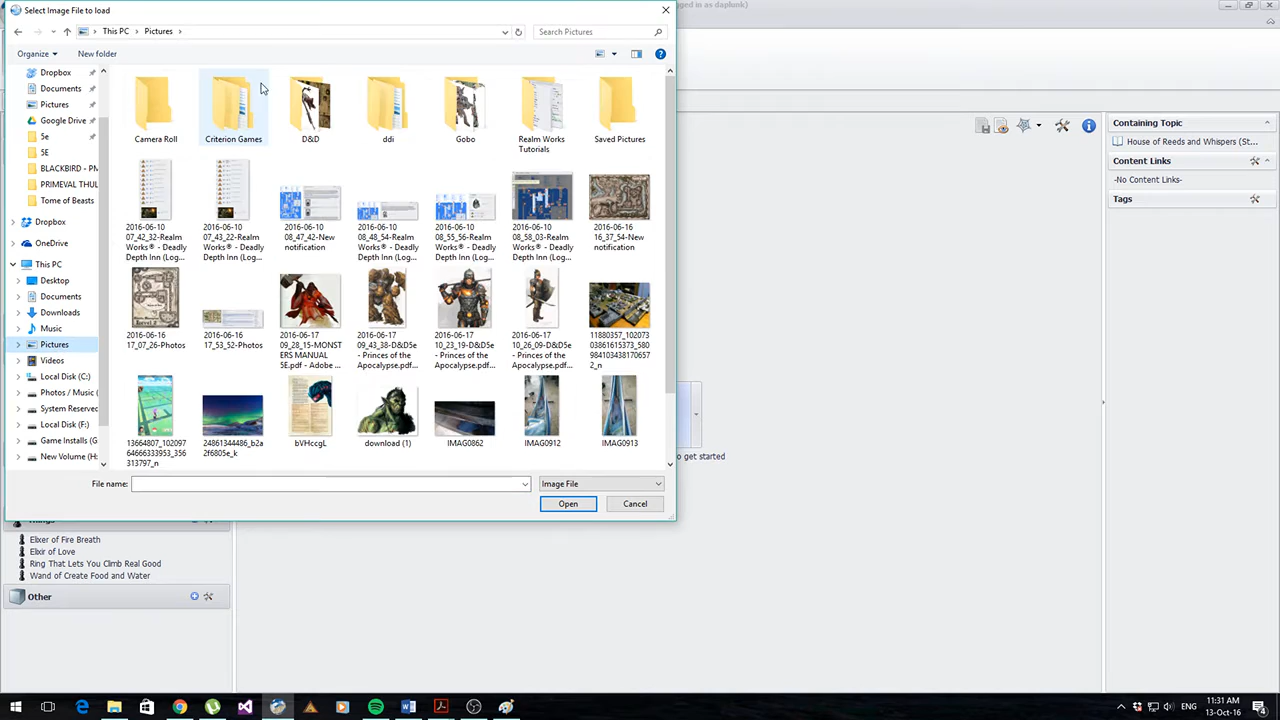 Select Image File to load
gged in as daplunk)
This PC
Pictures
Search Pictures
Organize
New folder
Dropbox
Documents
Pictures
Google Drive
5e
5E
BLACKBIRD - PM
PRIMEVAL THUL
Tome of Beasts
Dropbox
OneDrive
This PC
Desktop
Documents
Downloads
Music
Pictures
Videos
Local Disk (C:)
Photos / Music (
System Reserved
Local Disk (F:)
Game Installs (G
New Volume (H:
Camera Roll
Criterion Games
D&D
ddi
Gobo
Realm Works
Tutorials
Saved Pictures
2016-06-10
07_42_32-Realm
Works® - Deadly
Depth Inn (Log...
2016-06-10
07_43_22-Realm
Works® - Deadly
Depth Inn (Log...
2016-06-10
08_47_42-New
notification
2016-06-10
08_48_54-Realm
Works® - Deadly
Depth Inn (Log...
2016-06-10
08_55_56-Realm
Works® - Deadly
Depth Inn (Log...
2016-06-10
08_58_03-Realm
Works® - Deadly
Depth Inn (Log...
2016-06-16
16_37_54-New
notification
2016-06-16
17_07_26-Photos
2016-06-16
17_53_52-Photos
2016-06-17
09_28_15-MONST
ERS MANUAL
5E.pdf - Adobe ...
2016-06-17
09_43_38-D&D5e
- Princes of the
Apocalypse.pdf...
2016-06-17
10_23_19-D&D5e
- Princes of the
Apocalypse.pdf...
2016-06-17
10_26_09-D&D5e
- Princes of the
Apocalypse.pdf...
11880357_102073
03861615373_580
984103438170657
2_n
13664807_102097
64666333953_356
313797_n
24861344486_b2a
2f6805e_k
bVHccgL
download (1)
IMAG0862
IMAG0912
IMAG0913
File name:
Image File
Open
Cancel
Containing Topic
House of Reeds and Whispers (St...
Content Links
-No Content Links-
Tags
to get started
Elixer of Fire Breath
Elixir of Love
Ring That Lets You Climb Real Good
Wand of Create Food and Water
Other
11:31 AM
13-Oct-16